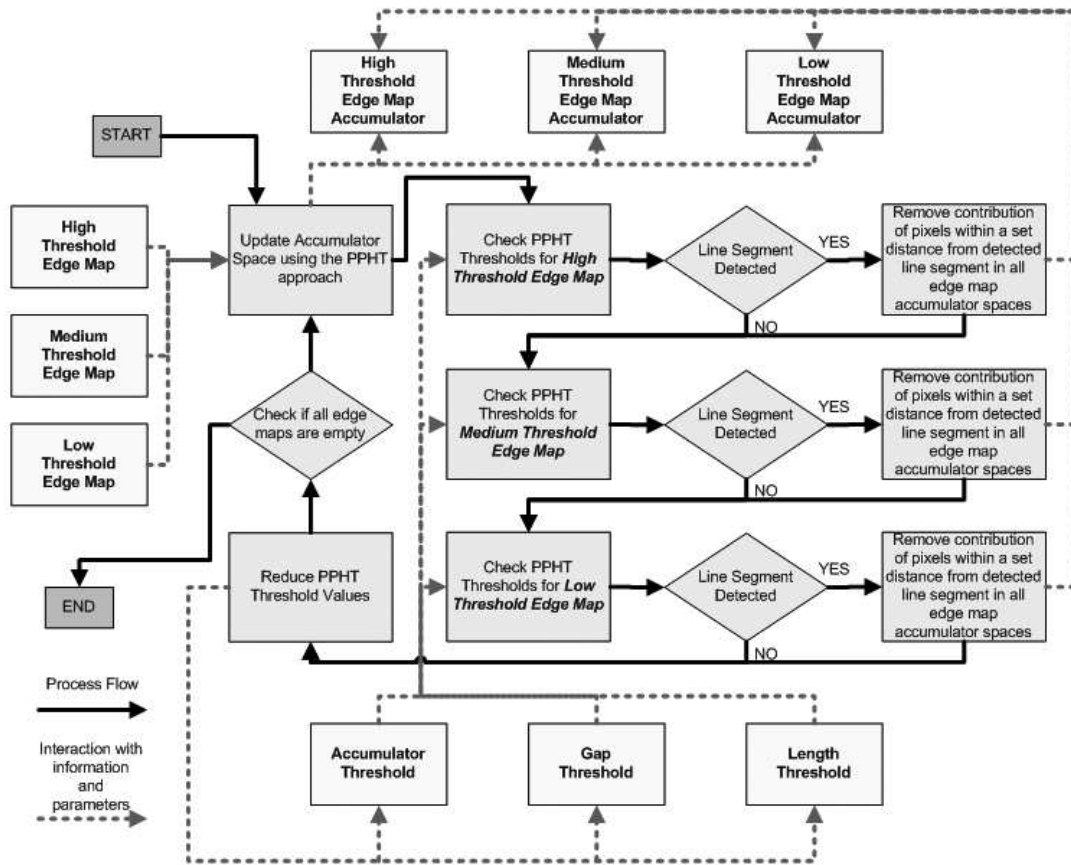 High
Threshold
Edge Map
Accumulator
Medium
Threshold
Edge Map
Accumulator
Low
Threshold
Edge Map
Accumulator
START
High
Threshold
Edge Map
Update Accumulator
Space using the PPHT
approach
Check PPHT
Thresholds for High
Threshold Edge Map
Line Segment
Detected
YES
NO
Remove contribution
of pixels within a set
distance from detected
line segment in all
edge map
accumulator spaces
Medium
Threshold
Edge Map
Check if all edge
maps are empty
Check PPHT
Thresholds for
Medium Threshold
Edge Map
Line Segment
Detected
YES
NO
Remove contribution
of pixels within a set
distance from detected
line segment in all
edge map
accumulator spaces
Low
Threshold
Edge Map
END
Reduce PPHT
Threshold Values
Check PPHT
Thresholds for Low
Threshold Edge Map
Line Segment
Detected
YES
NO
Remove contribution
of pixels within a set
distance from detected
line segment in all
edge map
accumulator spaces
Process Flow
Interaction with
information
and
parameters
Accumulator
Threshold
Gap
Threshold
Length
Threshold